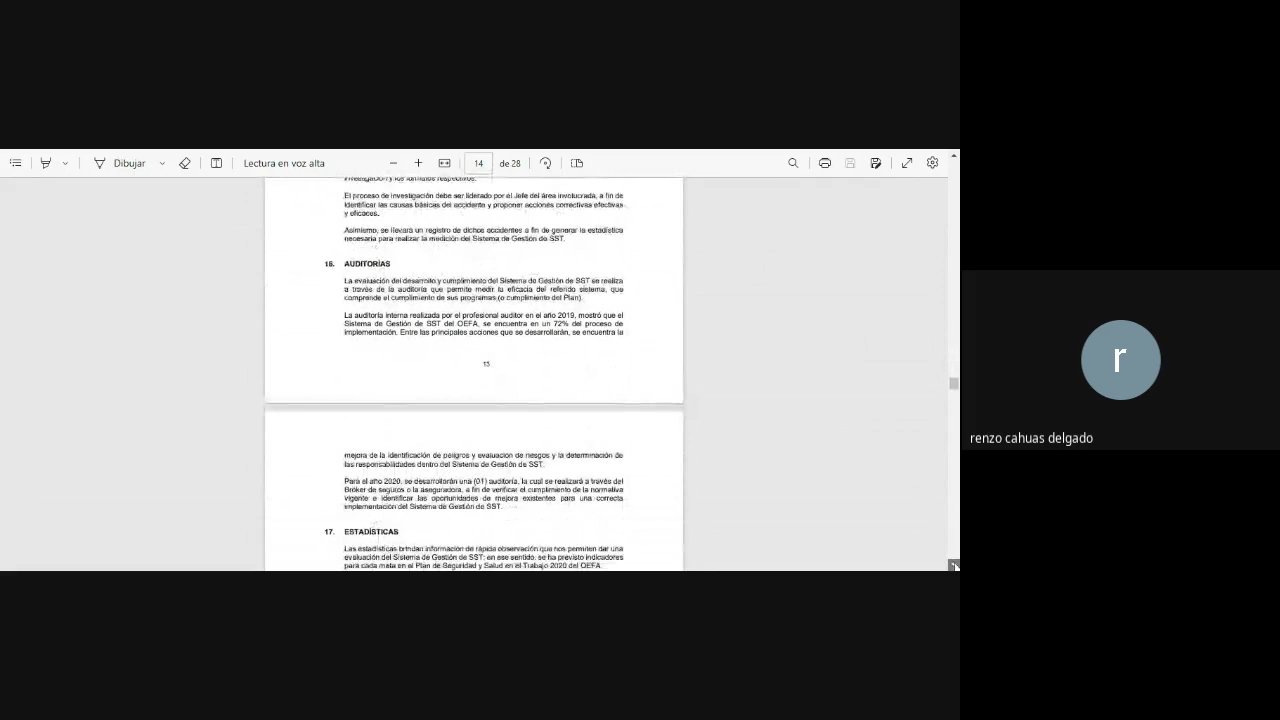 Dibujar
Lectura en voz alta
14
de 28
investigación y los formatos respectivos.
El proceso de investigación debe ser liderado por el Jefe del área involucrada, a fin de
identificar las causas básicas del accidente y proponer acciones correctivas efectivas
y eficaces.
Asimismo, se llevará un registro de dichos accidentes a fin de generar la estadística
necesaria para realizar la medición del Sistema de Gestión de SST.
16. AUDITORÍAS
La evaluación del desarrollo y cumplimiento del Sistema de Gestión de SST se realiza
a través de la auditoría que permite medir la eficacia del referido sistema, que
comprende el cumplimiento de sus programas (o cumplimiento del Plan).
La auditoría interna realizada por el profesional auditor en el año 2019, mostró que el
Sistema de Gestión de SST del OEFA, se encuentra en un 72% del proceso de
implementación. Entre las principales acciones que se desarrollarán, se encuentra la
13
mejora de la identificación de peligros y evaluación de riesgos y la determinación de
las responsabilidades dentro del Sistema de Gestión de SST.
Para el año 2020, se desarrollarán una (01) auditoría, la cual se realizará a través del
Bróker de seguros o la aseguradora, a fin de verificar el cumplimiento de la normativa
vigente e identificar las oportunidades de mejora existentes para una correcta
implementación del Sistema de Gestión de SST.
17. ESTADÍSTICAS
Las estadísticas brindan información de rápida observación que nos permiten dar una
evaluación del Sistema de Gestión de SST; en ese sentido, se ha previsto indicadores
para cada meta en el Plan de Seguridad y Salud en el Trabajo 2020 del OEFA.
r
renzo cahuas delgado